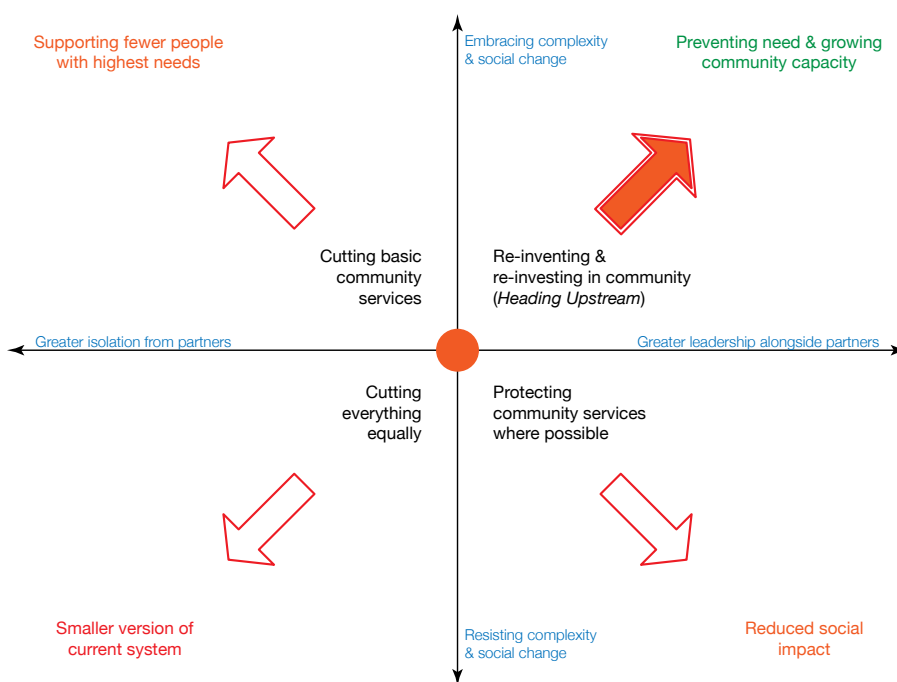 Supporting fewer people
with highest needs
Embracing complexity
& social change
Preventing need & growing
community capacity
Cutting basic
community
services
Re-inventing &
re-investing in community
(Heading Upstream)
Greater isolation from partners
Greater leadership alongside partners
Cutting
everything
equally
Protecting
community services
where possible
Smaller version of
current system
Resisting complexity
& social change
Reduced social
impact